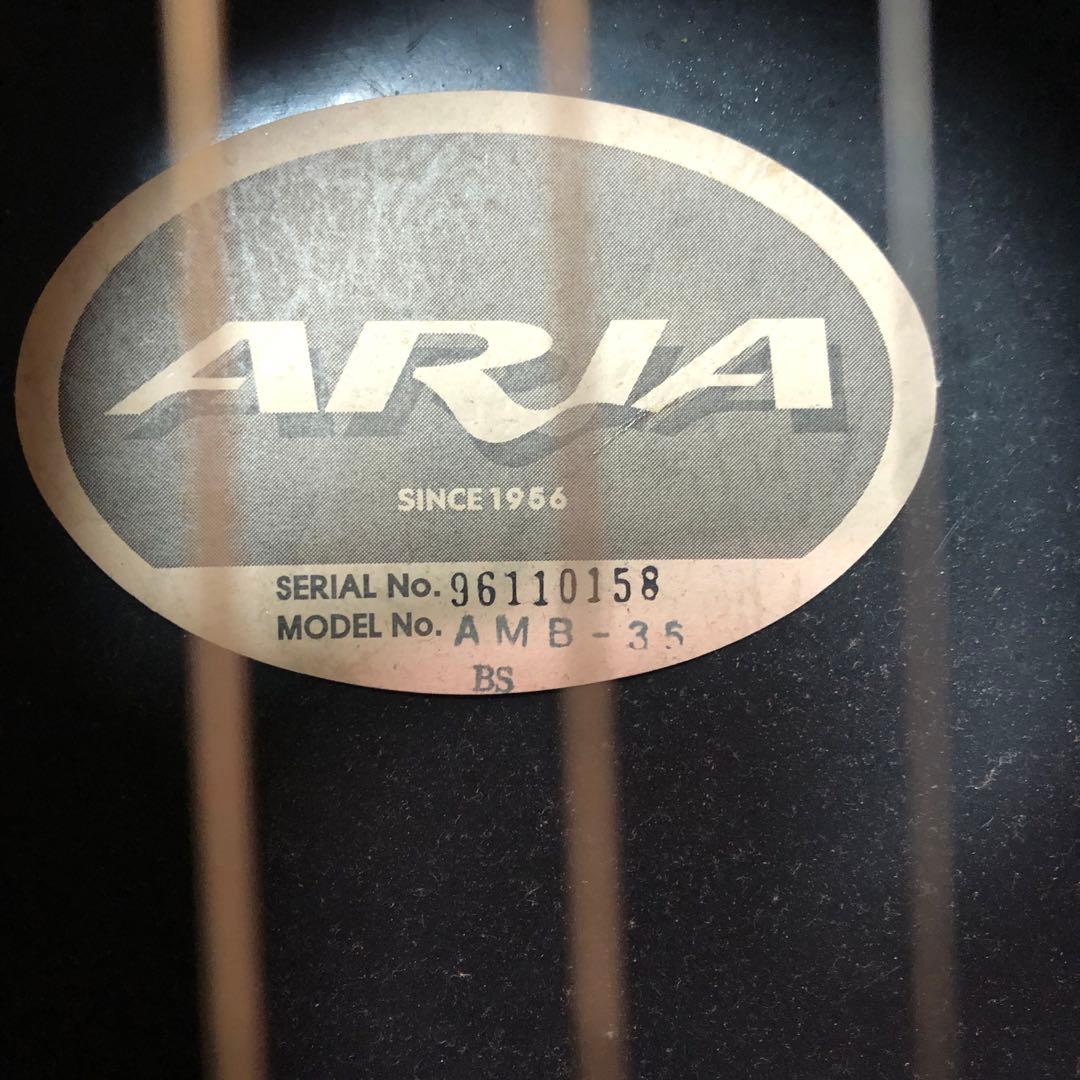 ARIA
SINCE 1956
SERIAL No. 96110158
MODEL No. AMB-35
BS